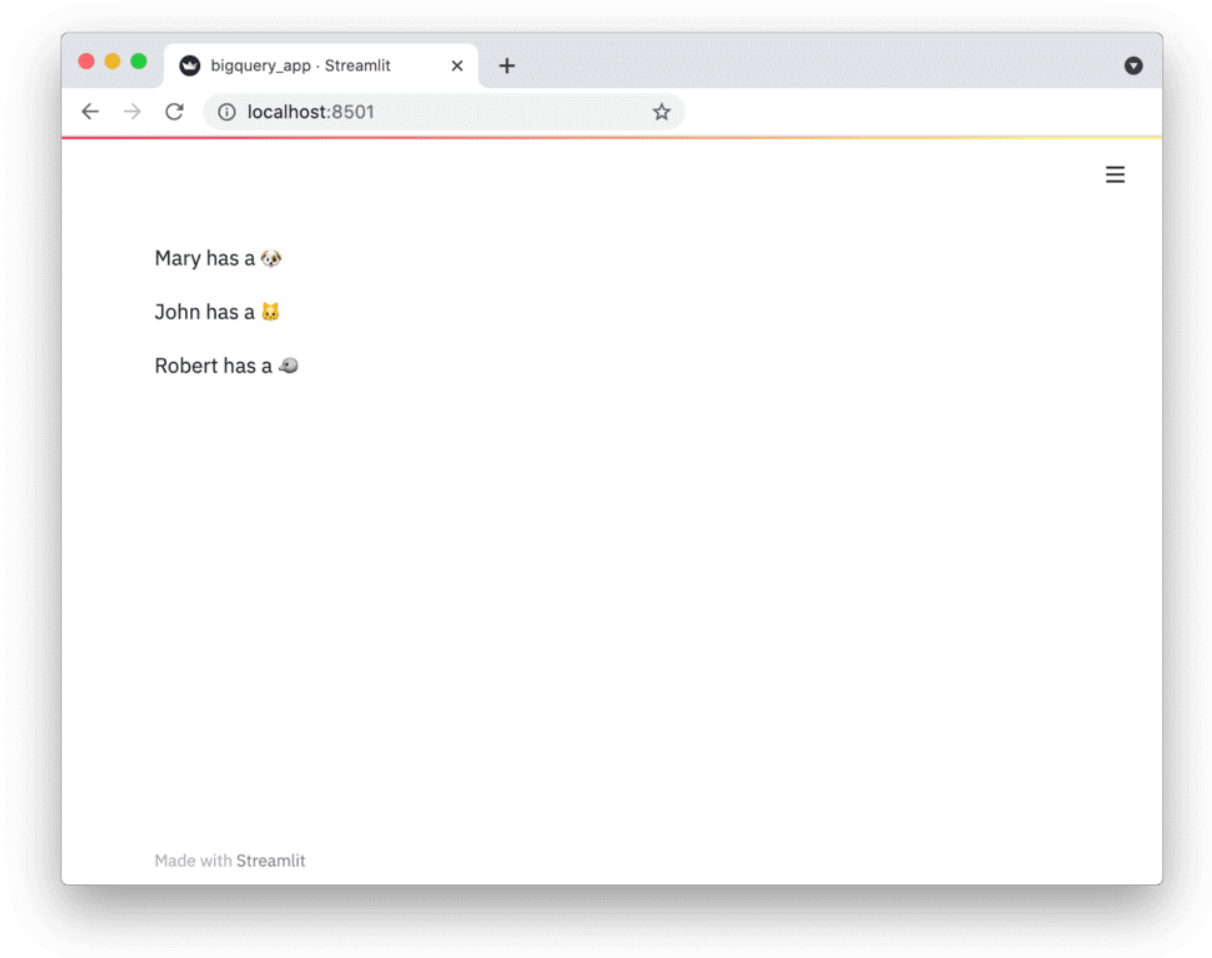 bigquery_app · Streamlit
localhost:8501
Mary has a 🐶
John has a 🐱
Robert has a 🐦
Made with Streamlit